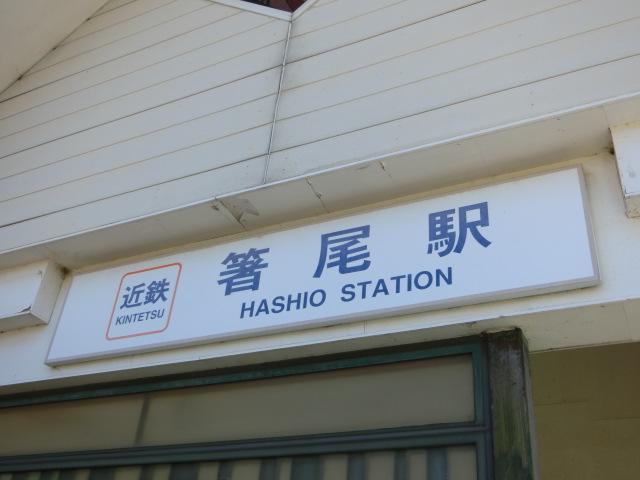 近鉄
KINTETSU
箸尾駅
HASHIO STATION